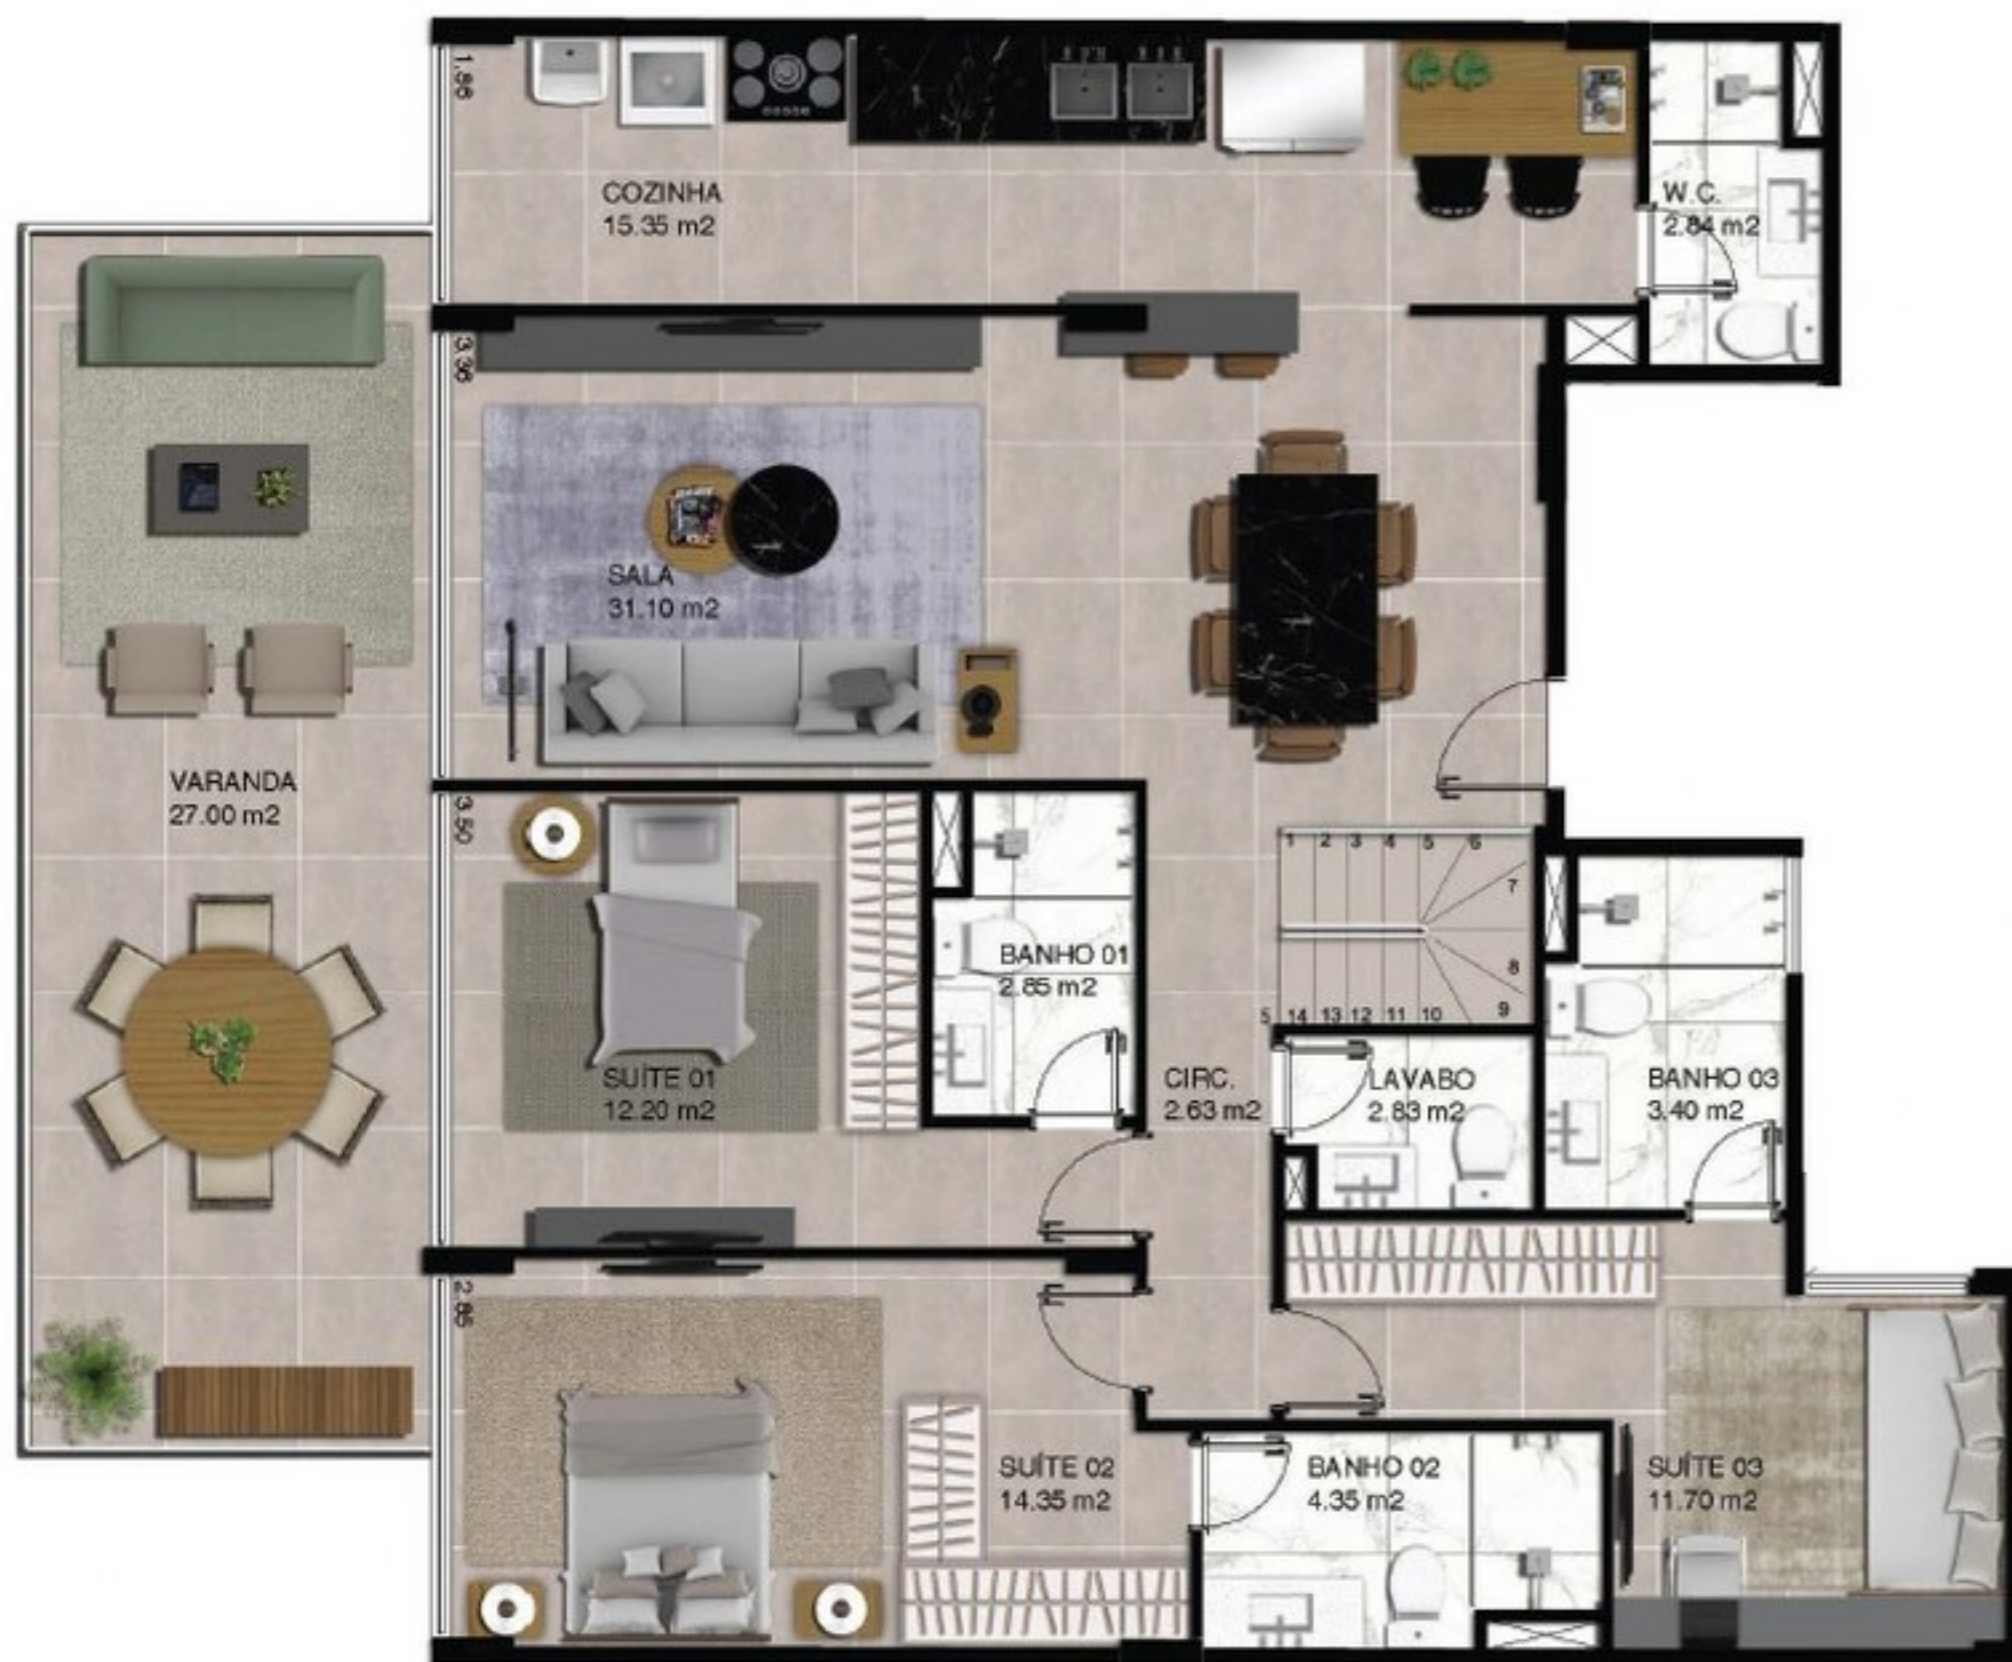 1.86
COZINHA
15.35 m2
W.C.
2.84 m2
3.36
SALA
31.10 m2
VARANDA
27.00 m2
3.50
1 2 3 4 5 6
7
8
9
5 14 13 12 11 10
BANHO 01
2.85 m2
SUÍTE 01
12.20 m2
CIRC.
2.63 m2
LAVABO
2.83 m2
BANHO 03
3.40 m2
2.85
SUÍTE 02
14.35 m2
BANHO 02
4.35 m2
SUÍTE 03
11.70 m2